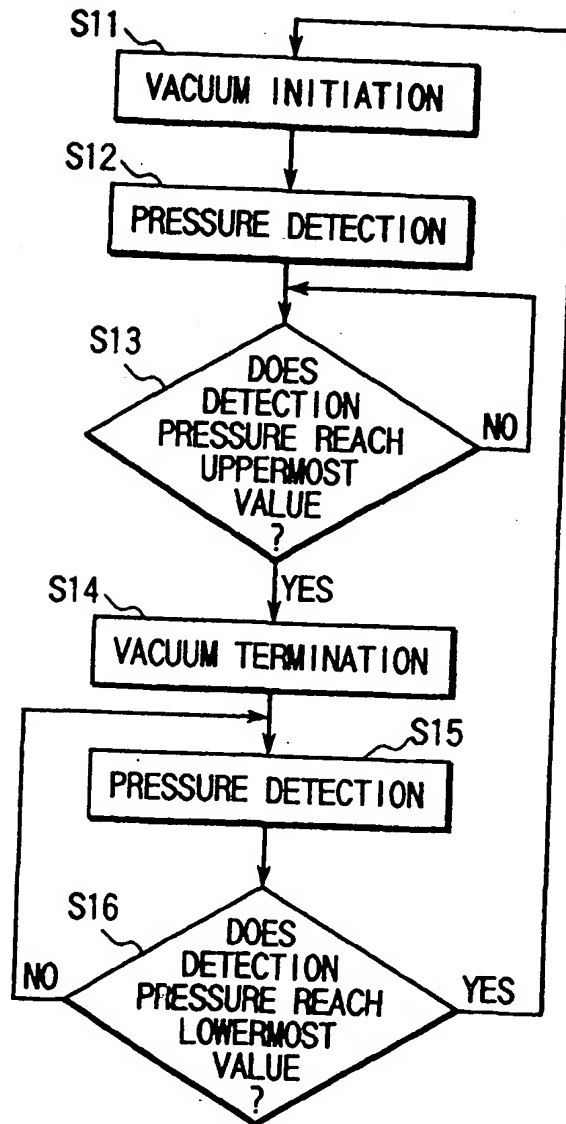 S11
VACUUM INITIATION
S12
PRESSURE DETECTION
S13
DOES
DETECTION
PRESSURE REACH
UPPERMOST
VALUE
?
NO
YES
S14
VACUUM TERMINATION
S15
PRESSURE DETECTION
S16
DOES
DETECTION
PRESSURE REACH
LOWERMOST
VALUE
?
NO
YES